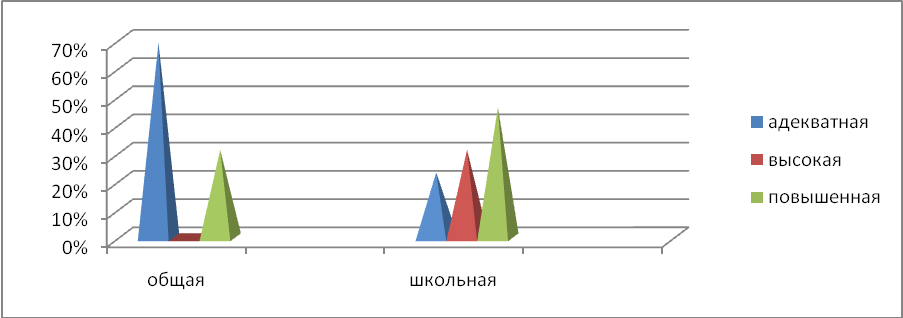 70%
60%
50%
40%
30%
20%
10%
0%
общая
школьная
адекватная
высокая
повышенная